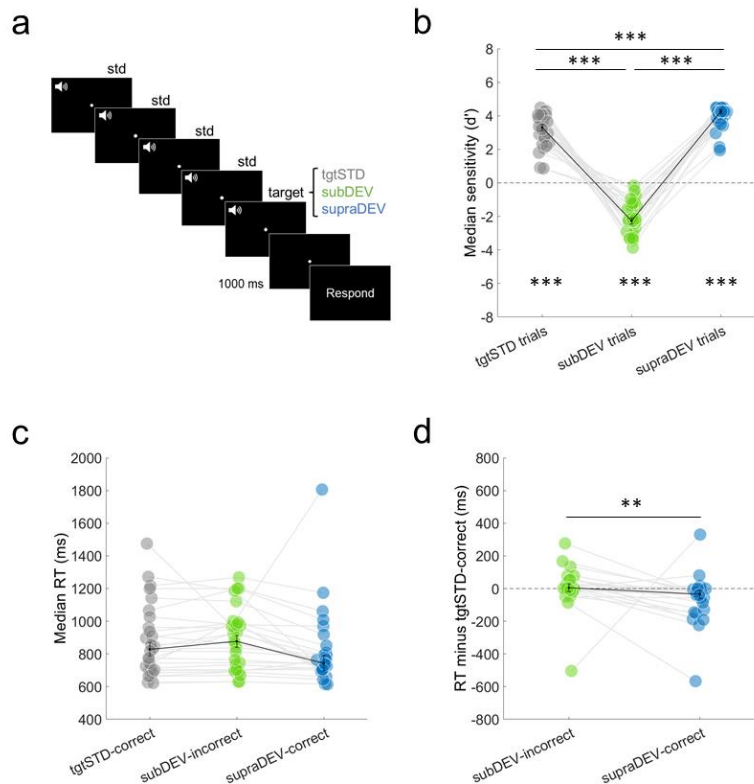 a
std
std
std
std
target
tgtSTD
subDEV
supraDEV
1000 ms
Respond
b
***
*** ***
Median sensitivity (d')
8
6
4
2
0
-2
-4
-6
-8
*** *** ***
tgtSTD trials
subDEV trials
supraDEV trials
c
Median RT (ms)
2000
1800
1600
1400
1200
1000
800
600
400
tgtSTD-correct
subDEV-incorrect
supraDEV-correct
d
RT minus tgtSTD-correct (ms)
800
600
400
200
0
-200
-400
-600
-800
**
subDEV-incorrect
supraDEV-correct